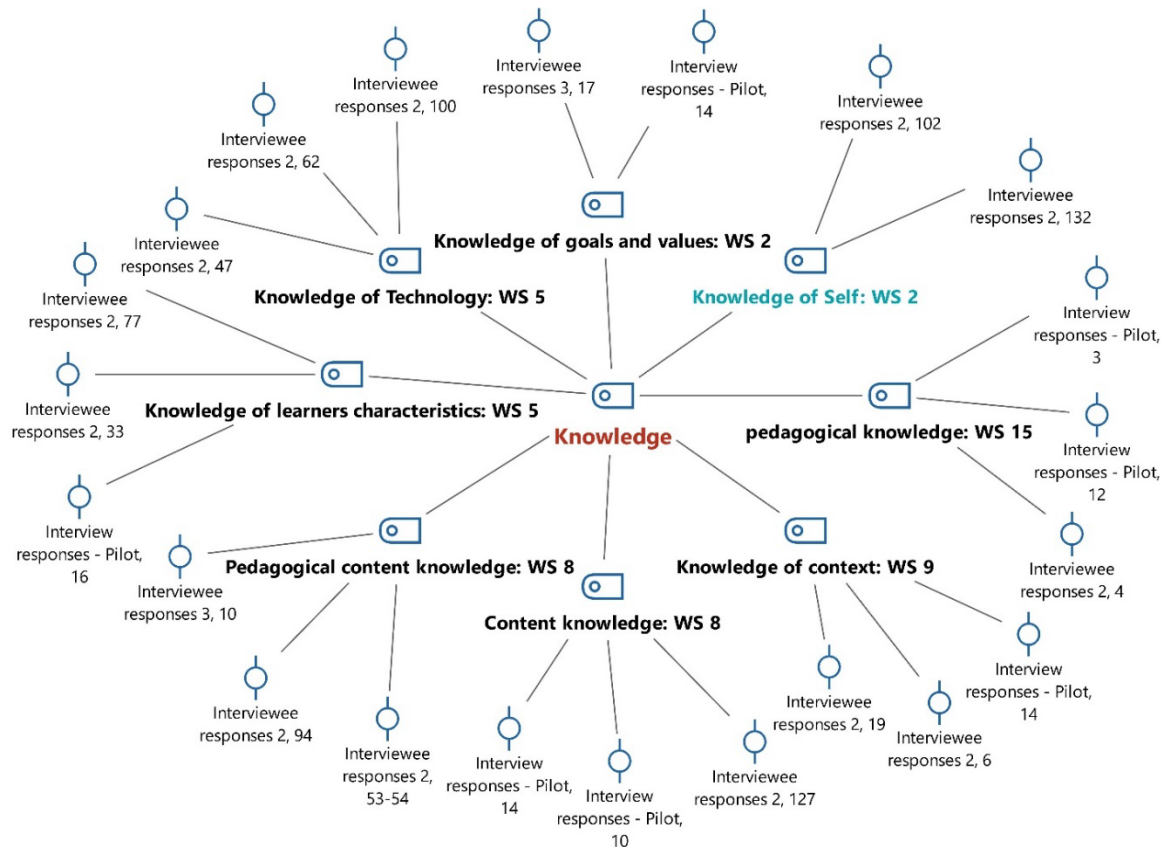 Interviewee
responses 3, 17
Interview
responses - Pilot,
14
Interviewee
responses 2, 100
Interviewee
responses 2, 102
Interviewee
responses 2, 62
Interviewee
responses 2, 132
Interviewee
responses 2, 47
Knowledge of goals and values: WS 2
Knowledge of Technology: WS 5
Knowledge of Self: WS 2
Interviewee
responses 2, 77
Interview
responses - Pilot,
3
Knowledge of learners characteristics: WS 5
Knowledge
pedagogical knowledge: WS 15
Interviewee
responses 2, 33
Interview
responses - Pilot,
12
Interview
responses - Pilot,
16
Interviewee
responses 3, 10
Pedagogical content knowledge: WS 8
Content knowledge: WS 8
Knowledge of context: WS 9
Interviewee
responses 2, 4
Interviewee
responses 2, 94
Interviewee
responses 2,
53-54
Interview
responses - Pilot,
14
Interview
responses - Pilot,
10
Interviewee
responses 2, 127
Interviewee
responses 2, 19
Interviewee
responses 2, 6
Interview
responses - Pilot,
14